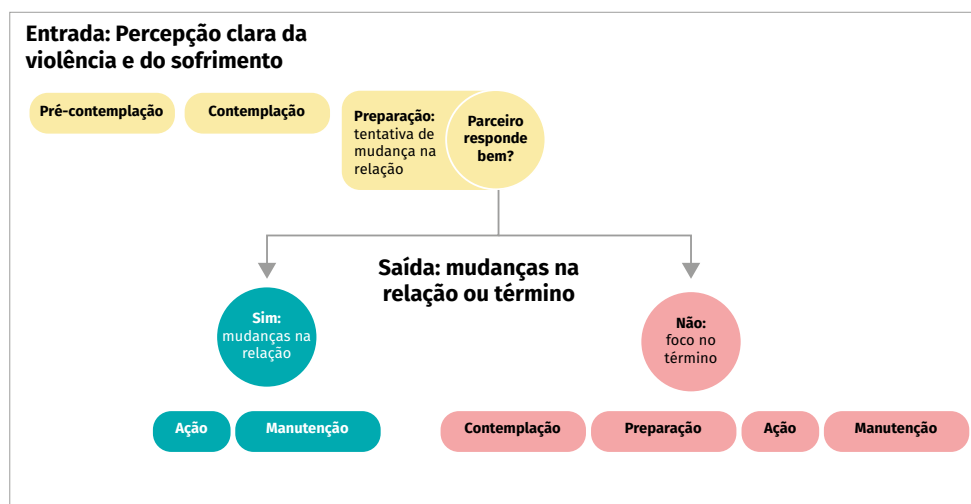 Entrada: Percepção clara da
violência e do sofrimento
Pré-contemplação
Contemplação
Preparação:
tentativa de
mudança na
relação
Parceiro
responde
bem?
Saída: mudanças na
relação ou término
Sim:
mudanças na
relação
Não:
foco no
término
Ação
Manutenção
Contemplação
Preparação
Ação
Manutenção